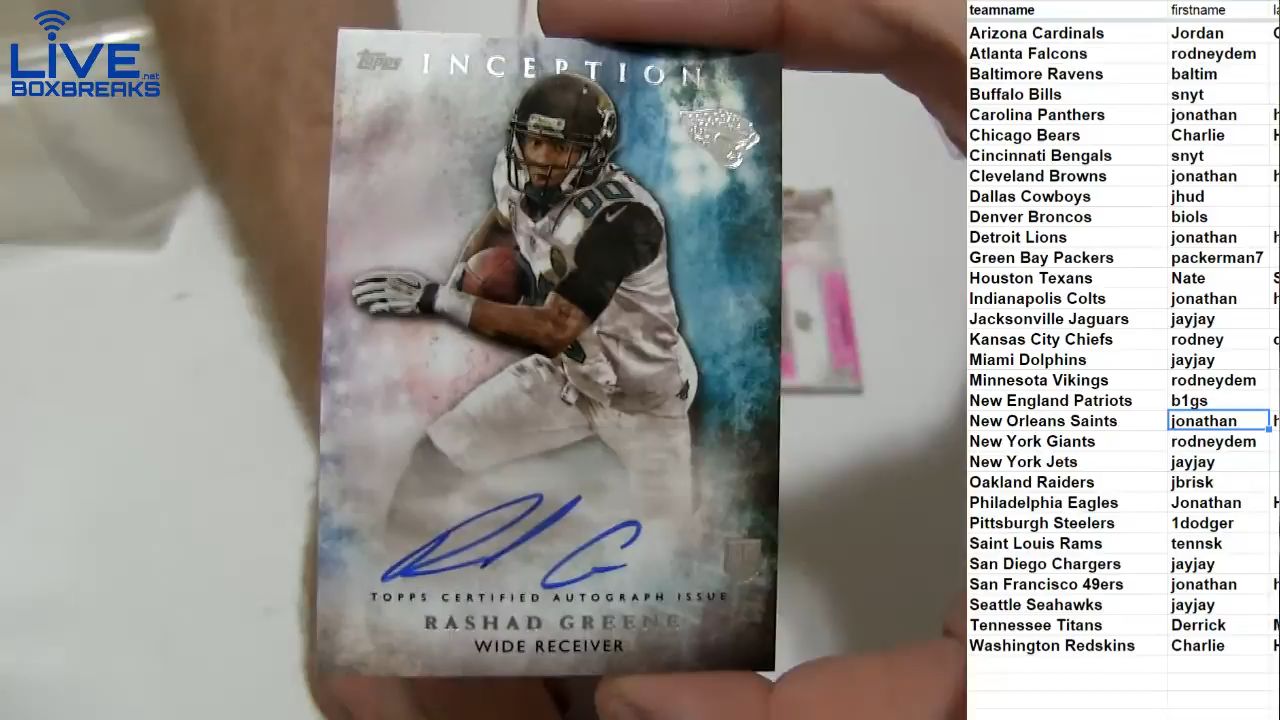 LIVE
BOXBREAKS.net
Topps
INCEPTION
TOPPS CERTIFIED AUTOGRAPH ISSUE
RASHAD GREENE
WIDE RECEIVER
teamname firstname
Arizona Cardinals Jordan
Atlanta Falcons rodneydem
Baltimore Ravens baltim
Buffalo Bills snyt
Carolina Panthers jonathan
Chicago Bears Charlie
Cincinnati Bengals snyt
Cleveland Browns jonathan
Dallas Cowboys jhud
Denver Broncos biols
Detroit Lions jonathan
Green Bay Packers packerman7
Houston Texans Nate
Indianapolis Colts jonathan
Jacksonville Jaguars jayjay
Kansas City Chiefs rodney
Miami Dolphins jayjay
Minnesota Vikings rodneydem
New England Patriots b1gs
New Orleans Saints jonathan
New York Giants rodneydem
New York Jets jayjay
Oakland Raiders jbrisk
Philadelphia Eagles Jonathan
Pittsburgh Steelers 1dodger
Saint Louis Rams tennsk
San Diego Chargers jayjay
San Francisco 49ers jonathan
Seattle Seahawks jayjay
Tennessee Titans Derrick
Washington Redskins Charlie